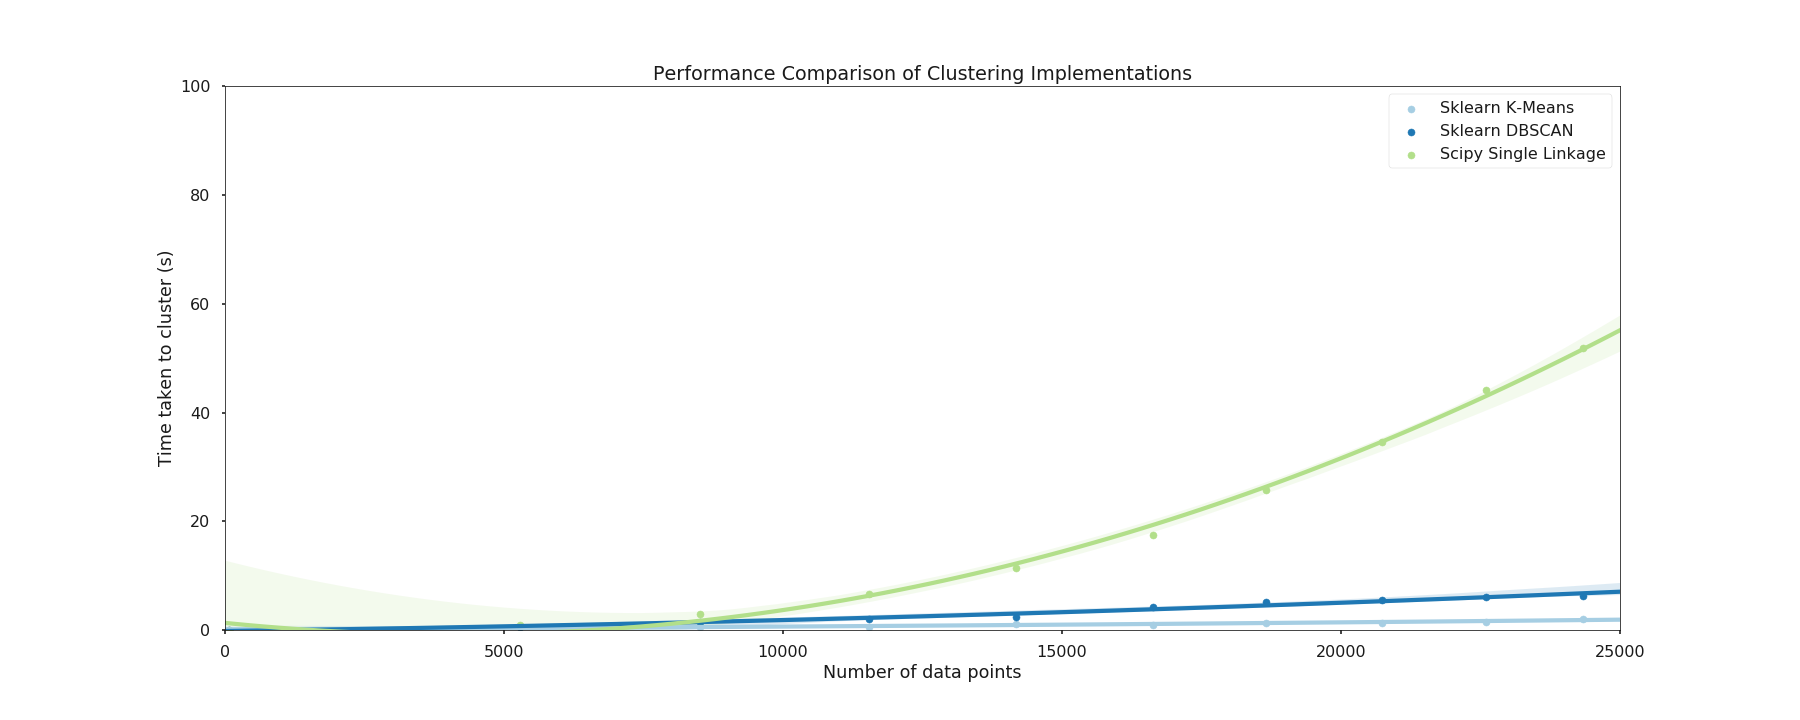 Performance Comparison of Clustering Implementations
100
80
60
40
20
0
Time taken to cluster (s)
Sklearn K-Means
Sklearn DBSCAN
Scipy Single Linkage
0 5000 10000 15000 20000 25000
Number of data points